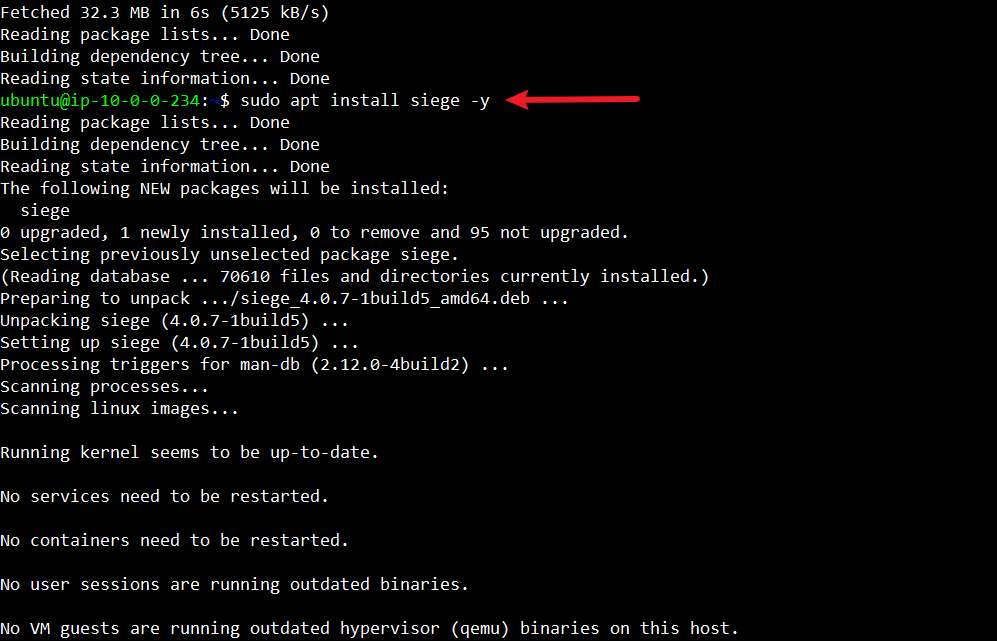 Fetched 32.3 MB in 6s (5125 kB/s)
Reading package lists... Done
Building dependency tree... Done
Reading state information... Done
ubuntu@ip-10-0-0-234:~$ sudo apt install siege -y
Reading package lists... Done
Building dependency tree... Done
Reading state information... Done
The following NEW packages will be installed:
  siege
0 upgraded, 1 newly installed, 0 to remove and 95 not upgraded.
Selecting previously unselected package siege.
(Reading database ... 70610 files and directories currently installed.)
Preparing to unpack .../siege_4.0.7-1build5_amd64.deb ...
Unpacking siege (4.0.7-1build5) ...
Setting up siege (4.0.7-1build5) ...
Processing triggers for man-db (2.12.0-4build2) ...
Scanning processes...
Scanning linux images...
Running kernel seems to be up-to-date.
No services need to be restarted.
No containers need to be restarted.
No user sessions are running outdated binaries.
No VM guests are running outdated hypervisor (qemu) binaries on this host.